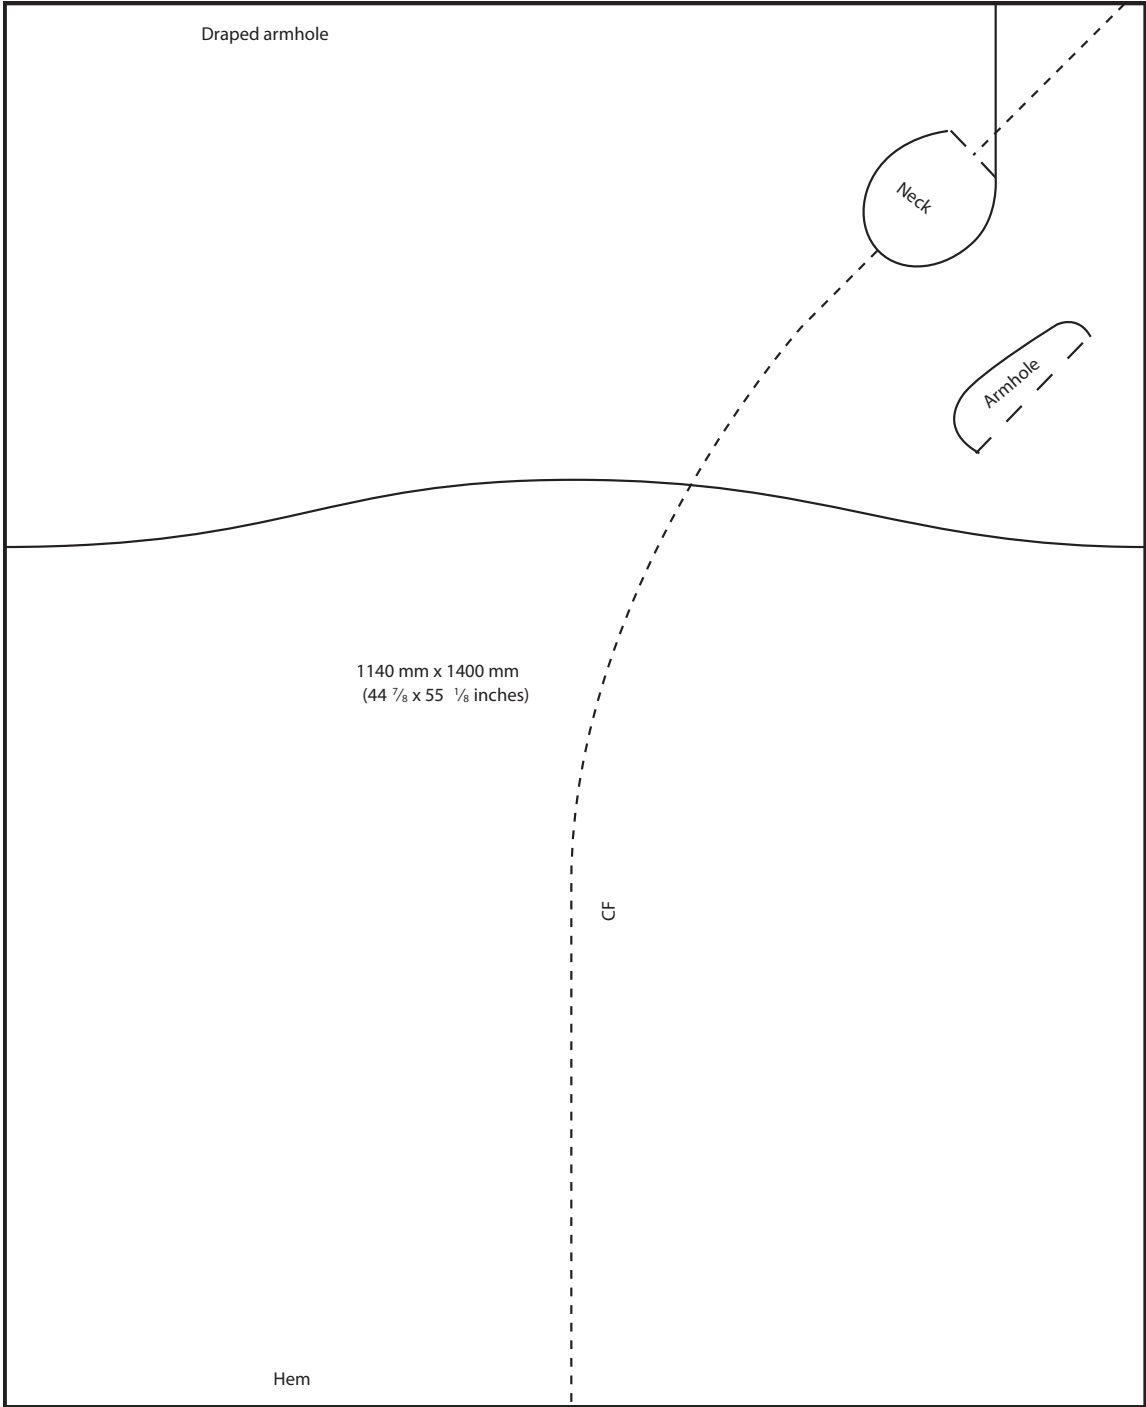 Draped armhole
Neck
Armhole
1140 mm x 1400 mm
(44 ⅞ x 55 ⅛ inches)
CF
Hem